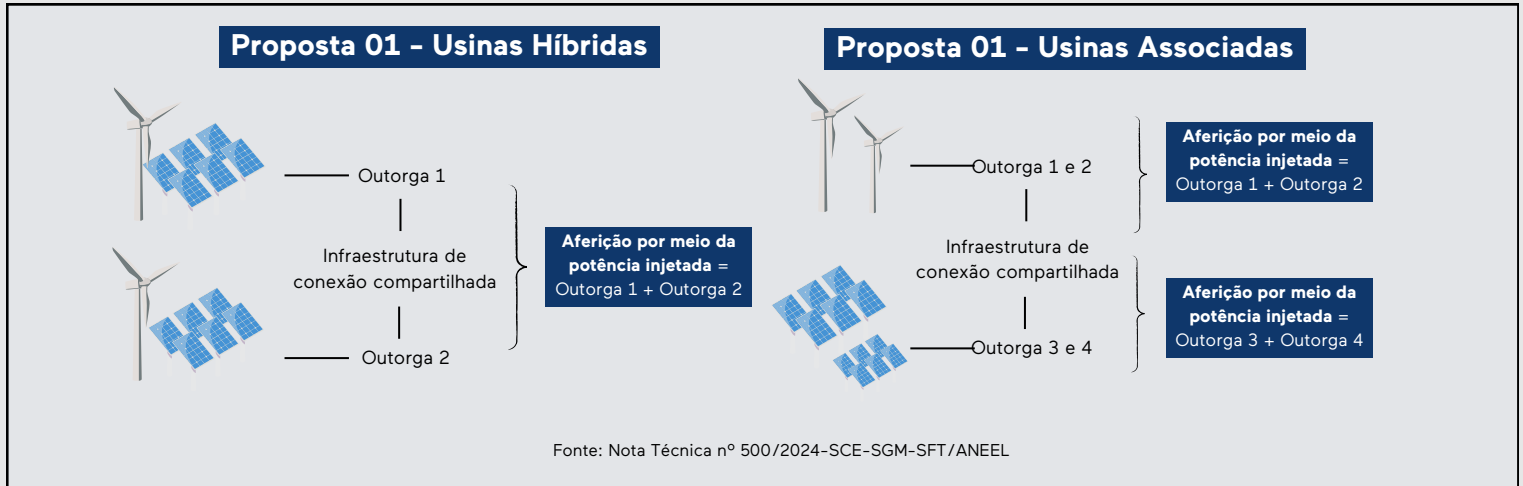 Proposta 01 - Usinas Híbridas
Outorga 1
Infraestrutura de
conexão compartilhada
Outorga 2
Aferição por meio da
potência injetada =
Outorga 1 + Outorga 2
Proposta 01 - Usinas Associadas
Outorga 1 e 2
Infraestrutura de
conexão compartilhada
Outorga 3 e 4
Aferição por meio da
potência injetada =
Outorga 1 + Outorga 2
Aferição por meio da
potência injetada =
Outorga 3 + Outorga 4
Fonte: Nota Técnica nº 500/2024-SCE-SGM-SFT/ANEEL